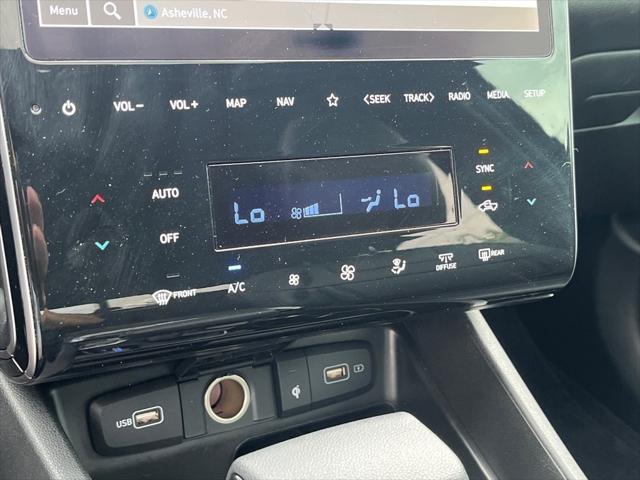 Menu Asheville, NC
VOL− VOL+ MAP NAV <SEEK TRACK> RADIO MEDIA SETUP
AUTO SYNC
Lo Lo
OFF
FRONT A/C DIFFUSE REAR
USB